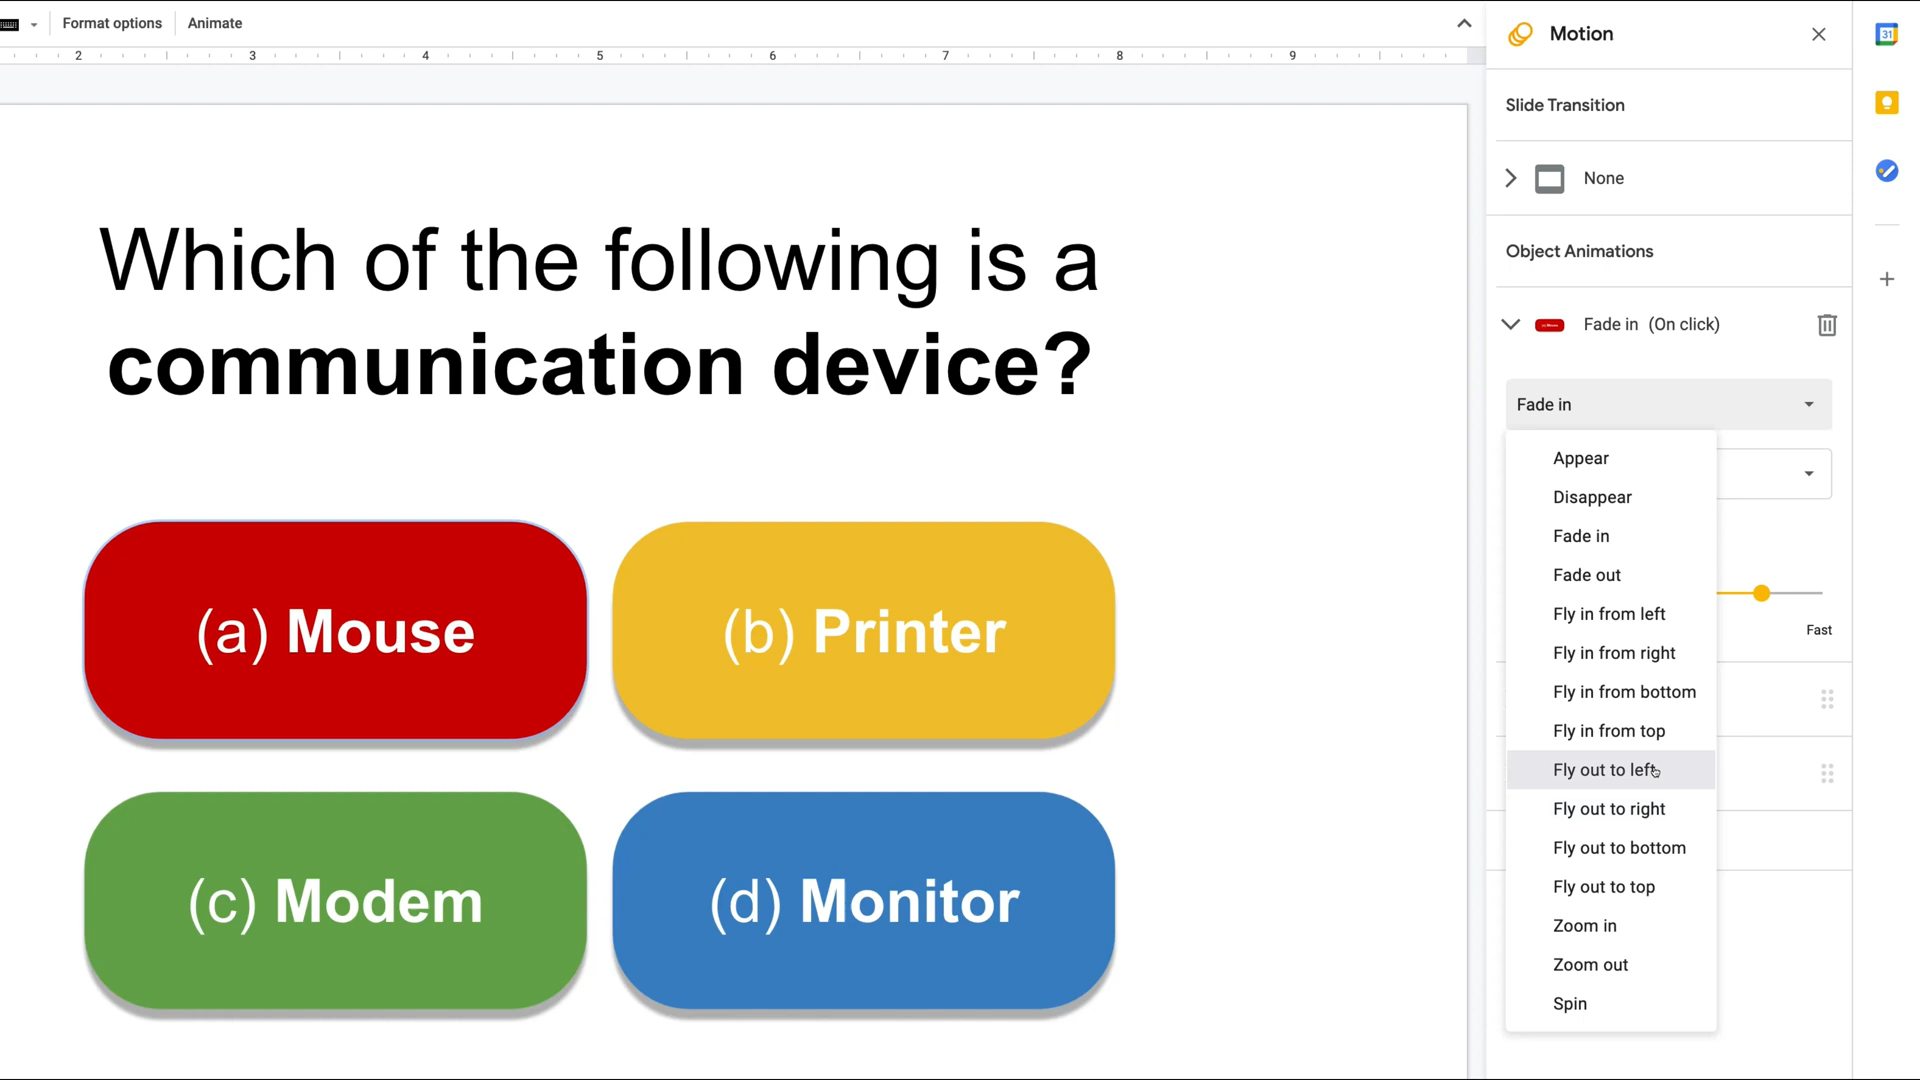 Format options
Animate
2 3 4 5 6 7 8 9
Which of the following is a
communication device?
(a) Mouse
(b) Printer
(c) Modem
(d) Monitor
Motion
Slide Transition
None
Object Animations
Fade in (On click)
Fade in
Appear
Disappear
Fade in
Fade out
Fly in from left
Fly in from right
Fly in from bottom
Fly in from top
Fly out to left
Fly out to right
Fly out to bottom
Fly out to top
Zoom in
Zoom out
Spin
Fast
31